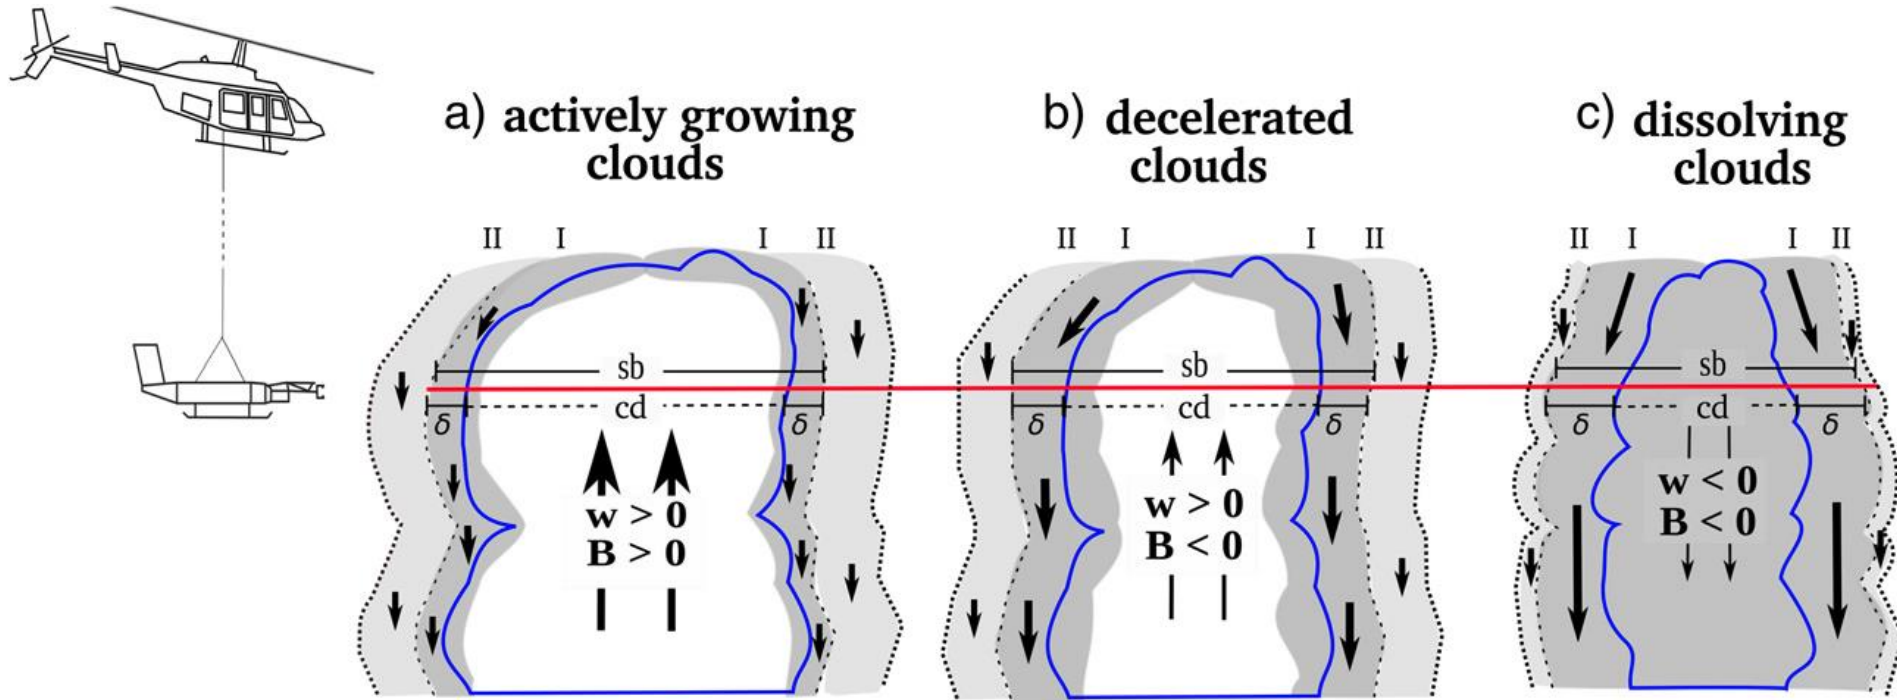 a) actively growing
clouds
b) decelerated
clouds
c) dissolving
clouds
II I I II
II I I II
II I I II
sb
cd
δ δ
w > 0
B > 0
sb
cd
δ δ
w > 0
B < 0
sb
cd
δ δ
w < 0
B < 0